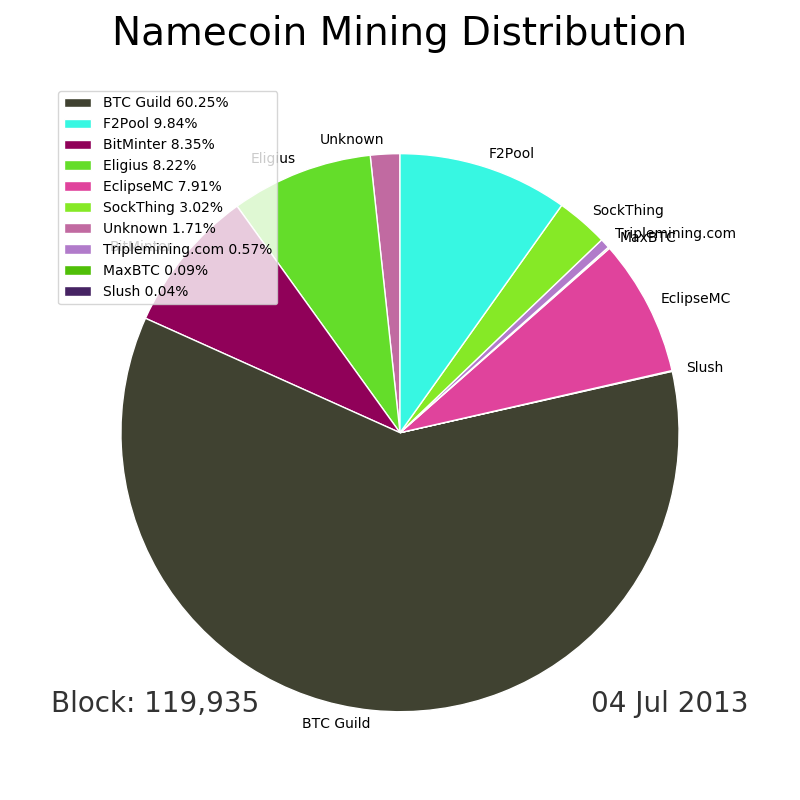 Namecoin Mining Distribution
BTC Guild 60.25%
F2Pool 9.84%
BitMinter 8.35%
Eligius 8.22%
EclipseMC 7.91%
SockThing 3.02%
Unknown 1.71%
Triplemining.com 0.57%
MaxBTC 0.09%
Slush 0.04%
Unknown
Eligius
BitMinter
F2Pool
SockThing
Triplemining.com
MaxBTC
EclipseMC
Slush
BTC Guild
Block: 119,935
04 Jul 2013